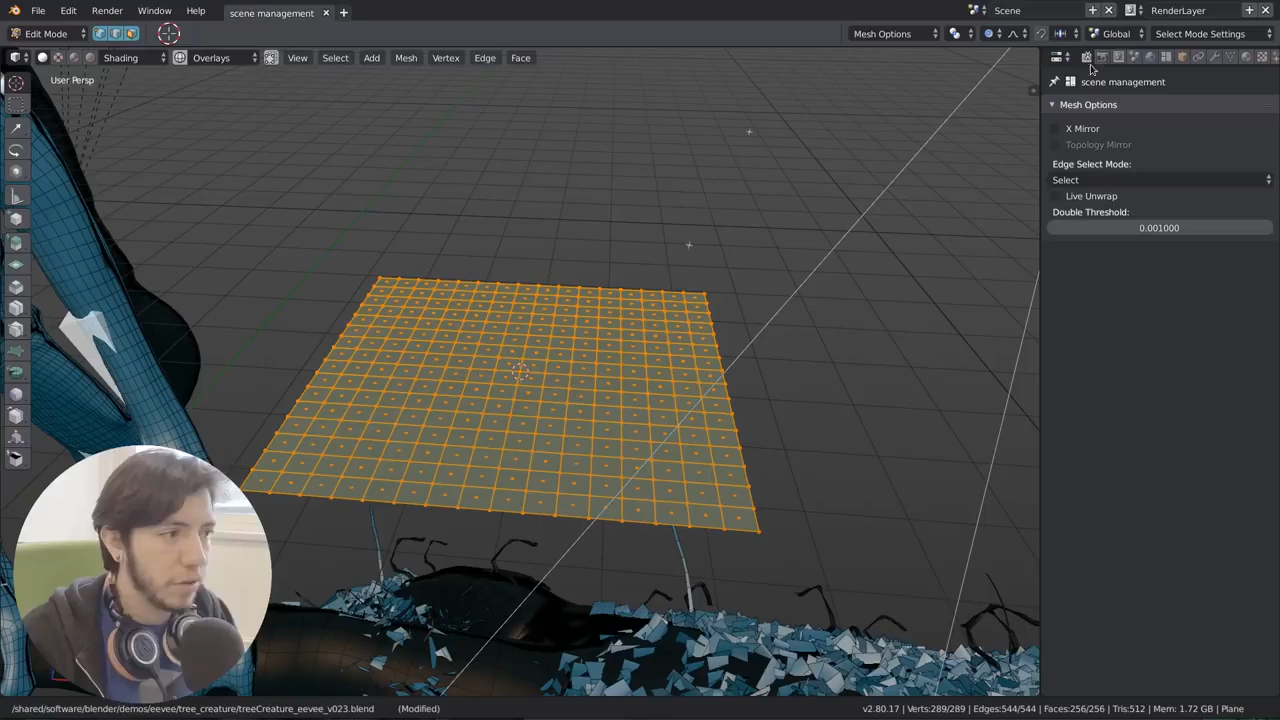 File Edit Render Window Help scene management Scene RenderLayer
Edit Mode Mesh Options Global Select Mode Settings
Shading Overlays View Select Add Mesh Vertex Edge Face
User Persp
scene management
Mesh Options
X Mirror
Topology Mirror
Edge Select Mode:
Select
Live Unwrap
Double Threshold:
0.001000
/shared/software/blender/demos/eevee/tree_creature/treeCreature_eevee_v023.blend (Modified) v2.80.17 | Verts:289/289 | Edges:544/544 | Faces:256/256 | Tris:512 | Mem: 1.72 GB | Plane